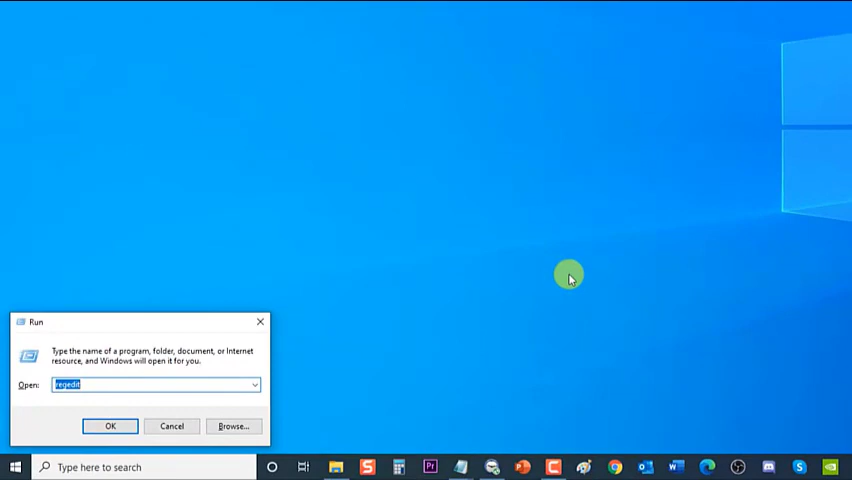 Run
Type the name of a program, folder, document, or Internet
resource, and Windows will open it for you.
Open: regedit
OK Cancel Browse...
Type here to search